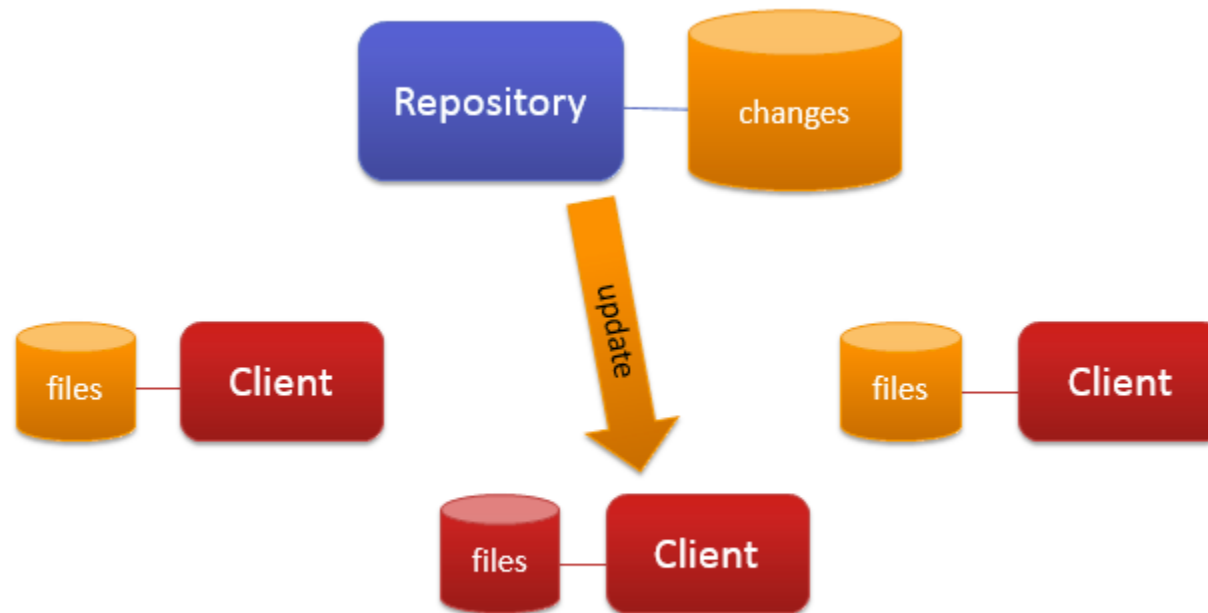 Repository
changes
update
files
Client
files
Client
files
Client